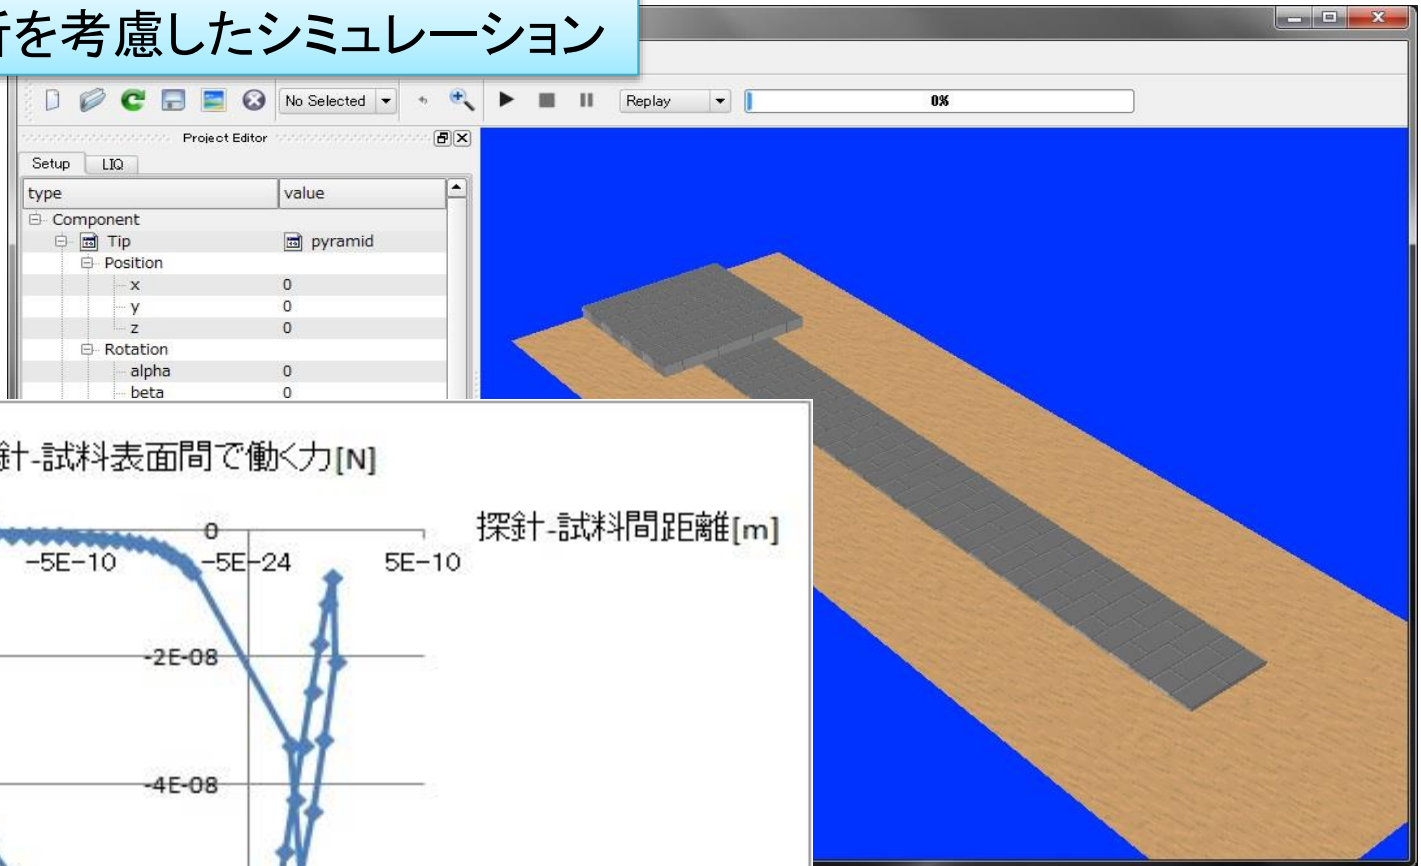 を考慮したシミュレーション
No Selected
Replay
0%
Project Editor
Setup LIQ
type value
Component
Tip pyramid
Position
x 0
y 0
z 0
Rotation
alpha 0
beta 0
針-試料表面間で働く力[N]
探針-試料間距離[m]
0
-5E-10 -5E-24 5E-10
-2E-08
-4E-08